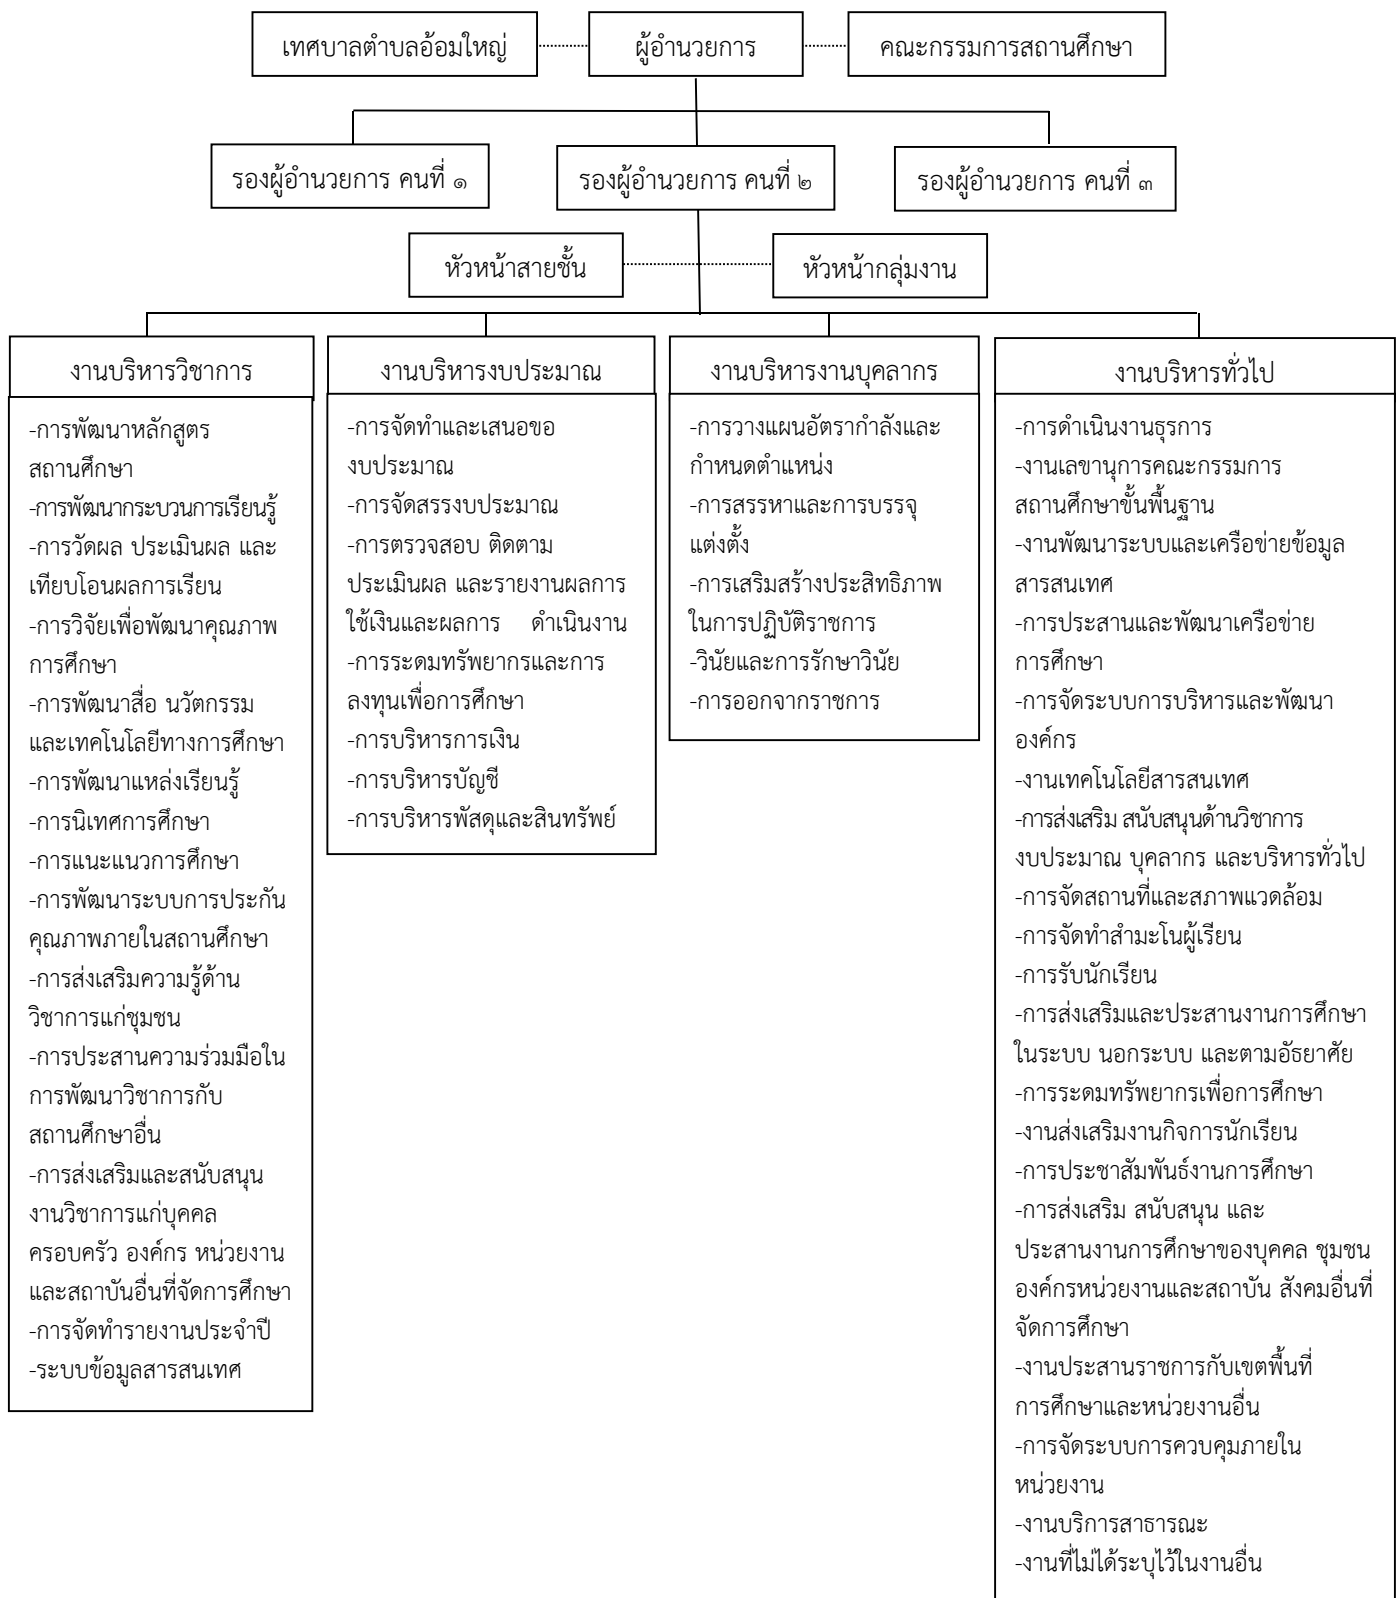 เทศบาลตำบลอ้อมใหญ่
ผู้อำนวยการ
คณะกรรมการสถานศึกษา
รองผู้อำนวยการ คนที่ ๑
รองผู้อำนวยการ คนที่ ๒
รองผู้อำนวยการ คนที่ ๓
หัวหน้าสายชั้น
หัวหน้ากลุ่มงาน
งานบริหารวิชาการ
-การพัฒนาหลักสูตร
สถานศึกษา
-การพัฒนากระบวนการเรียนรู้
-การวัดผล ประเมินผล และ
เทียบโอนผลการเรียน
-การวิจัยเพื่อพัฒนาคุณภาพ
การศึกษา
-การพัฒนาสื่อ นวัตกรรม
และเทคโนโลยีทางการศึกษา
-การพัฒนาแหล่งเรียนรู้
-การนิเทศการศึกษา
-การแนะแนวการศึกษา
-การพัฒนาระบบการประกัน
คุณภาพภายในสถานศึกษา
-การส่งเสริมความรู้ด้าน
วิชาการแก่ชุมชน
-การประสานความร่วมมือใน
การพัฒนาวิชาการกับ
สถานศึกษาอื่น
-การส่งเสริมและสนับสนุน
งานวิชาการแก่บุคคล
ครอบครัว องค์กร หน่วยงาน
และสถาบันอื่นที่จัดการศึกษา
-การจัดทำรายงานประจำปี
-ระบบข้อมูลสารสนเทศ
งานบริหารงบประมาณ
-การจัดทำและเสนอขอ
งบประมาณ
-การจัดสรรงบประมาณ
-การตรวจสอบ ติดตาม
ประเมินผล และรายงานผลการ
ใช้เงินและผลการ ดำเนินงาน
-การระดมทรัพยากรและการ
ลงทุนเพื่อการศึกษา
-การบริหารการเงิน
-การบริหารบัญชี
-การบริหารพัสดุและสินทรัพย์
งานบริหารงานบุคลากร
-การวางแผนอัตรากำลังและ
กำหนดตำแหน่ง
-การสรรหาและการบรรจุ
แต่งตั้ง
-การเสริมสร้างประสิทธิภาพ
ในการปฏิบัติราชการ
-วินัยและการรักษาวินัย
-การออกจากราชการ
งานบริหารทั่วไป
-การดำเนินงานธุรการ
-งานเลขานุการคณะกรรมการ
สถานศึกษาขั้นพื้นฐาน
-งานพัฒนาระบบและเครือข่ายข้อมูล
สารสนเทศ
-การประสานและพัฒนาเครือข่าย
การศึกษา
-การจัดระบบการบริหารและพัฒนา
องค์กร
-งานเทคโนโลยีสารสนเทศ
-การส่งเสริม สนับสนุนด้านวิชาการ
งบประมาณ บุคลากร และบริหารทั่วไป
-การจัดสถานที่และสภาพแวดล้อม
-การจัดทำสำมะโนผู้เรียน
-การรับนักเรียน
-การส่งเสริมและประสานงานการศึกษา
ในระบบ นอกระบบ และตามอัธยาศัย
-การระดมทรัพยากรเพื่อการศึกษา
-งานส่งเสริมงานกิจการนักเรียน
-การประชาสัมพันธ์งานการศึกษา
-การส่งเสริม สนับสนุน และ
ประสานงานการศึกษาของบุคคล ชุมชน
องค์กรหน่วยงานและสถาบัน สังคมอื่นที่
จัดการศึกษา
-งานประสานราชการกับเขตพื้นที่
การศึกษาและหน่วยงานอื่น
-การจัดระบบการควบคุมภายใน
หน่วยงาน
-งานบริการสาธารณะ
-งานที่ไม่ได้ระบุไว้ในงานอื่น